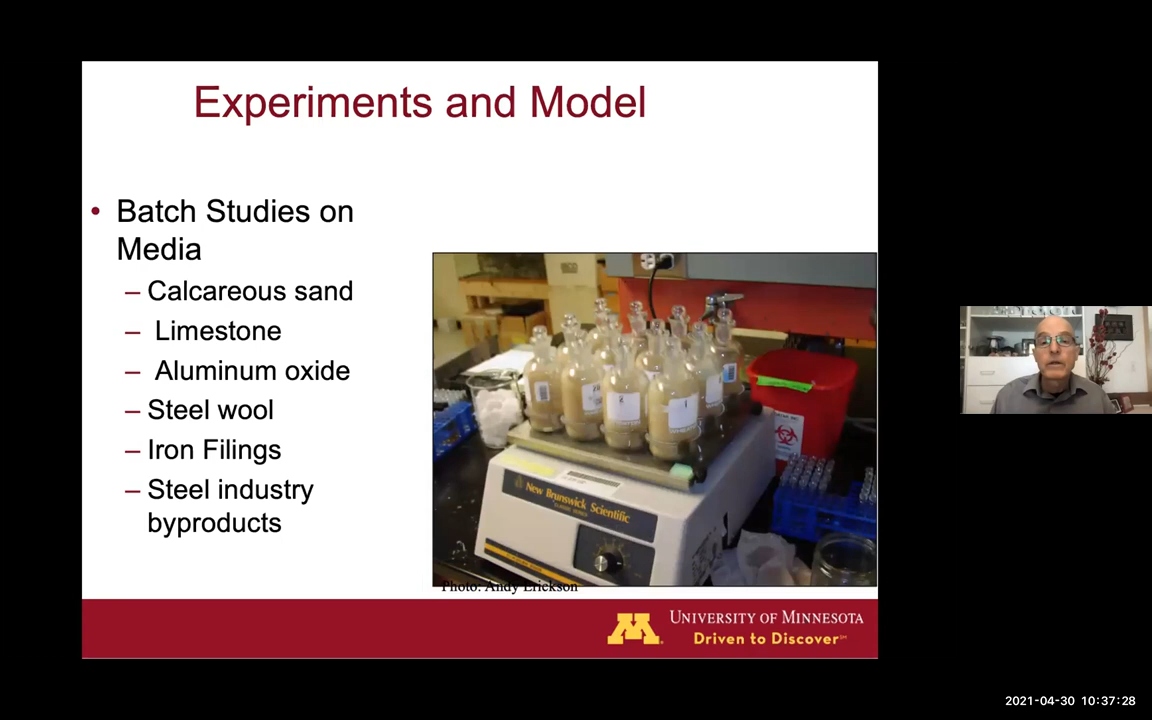 Experiments and Model
• Batch Studies on
Media
– Calcareous sand
– Limestone
– Aluminum oxide
– Steel wool
– Iron Filings
– Steel industry
byproducts
New Brunswick Scientific
Photo: Andy Erickson
M
UNIVERSITY OF MINNESOTA
Driven to Discover℠
2021-04-30 10:37:28